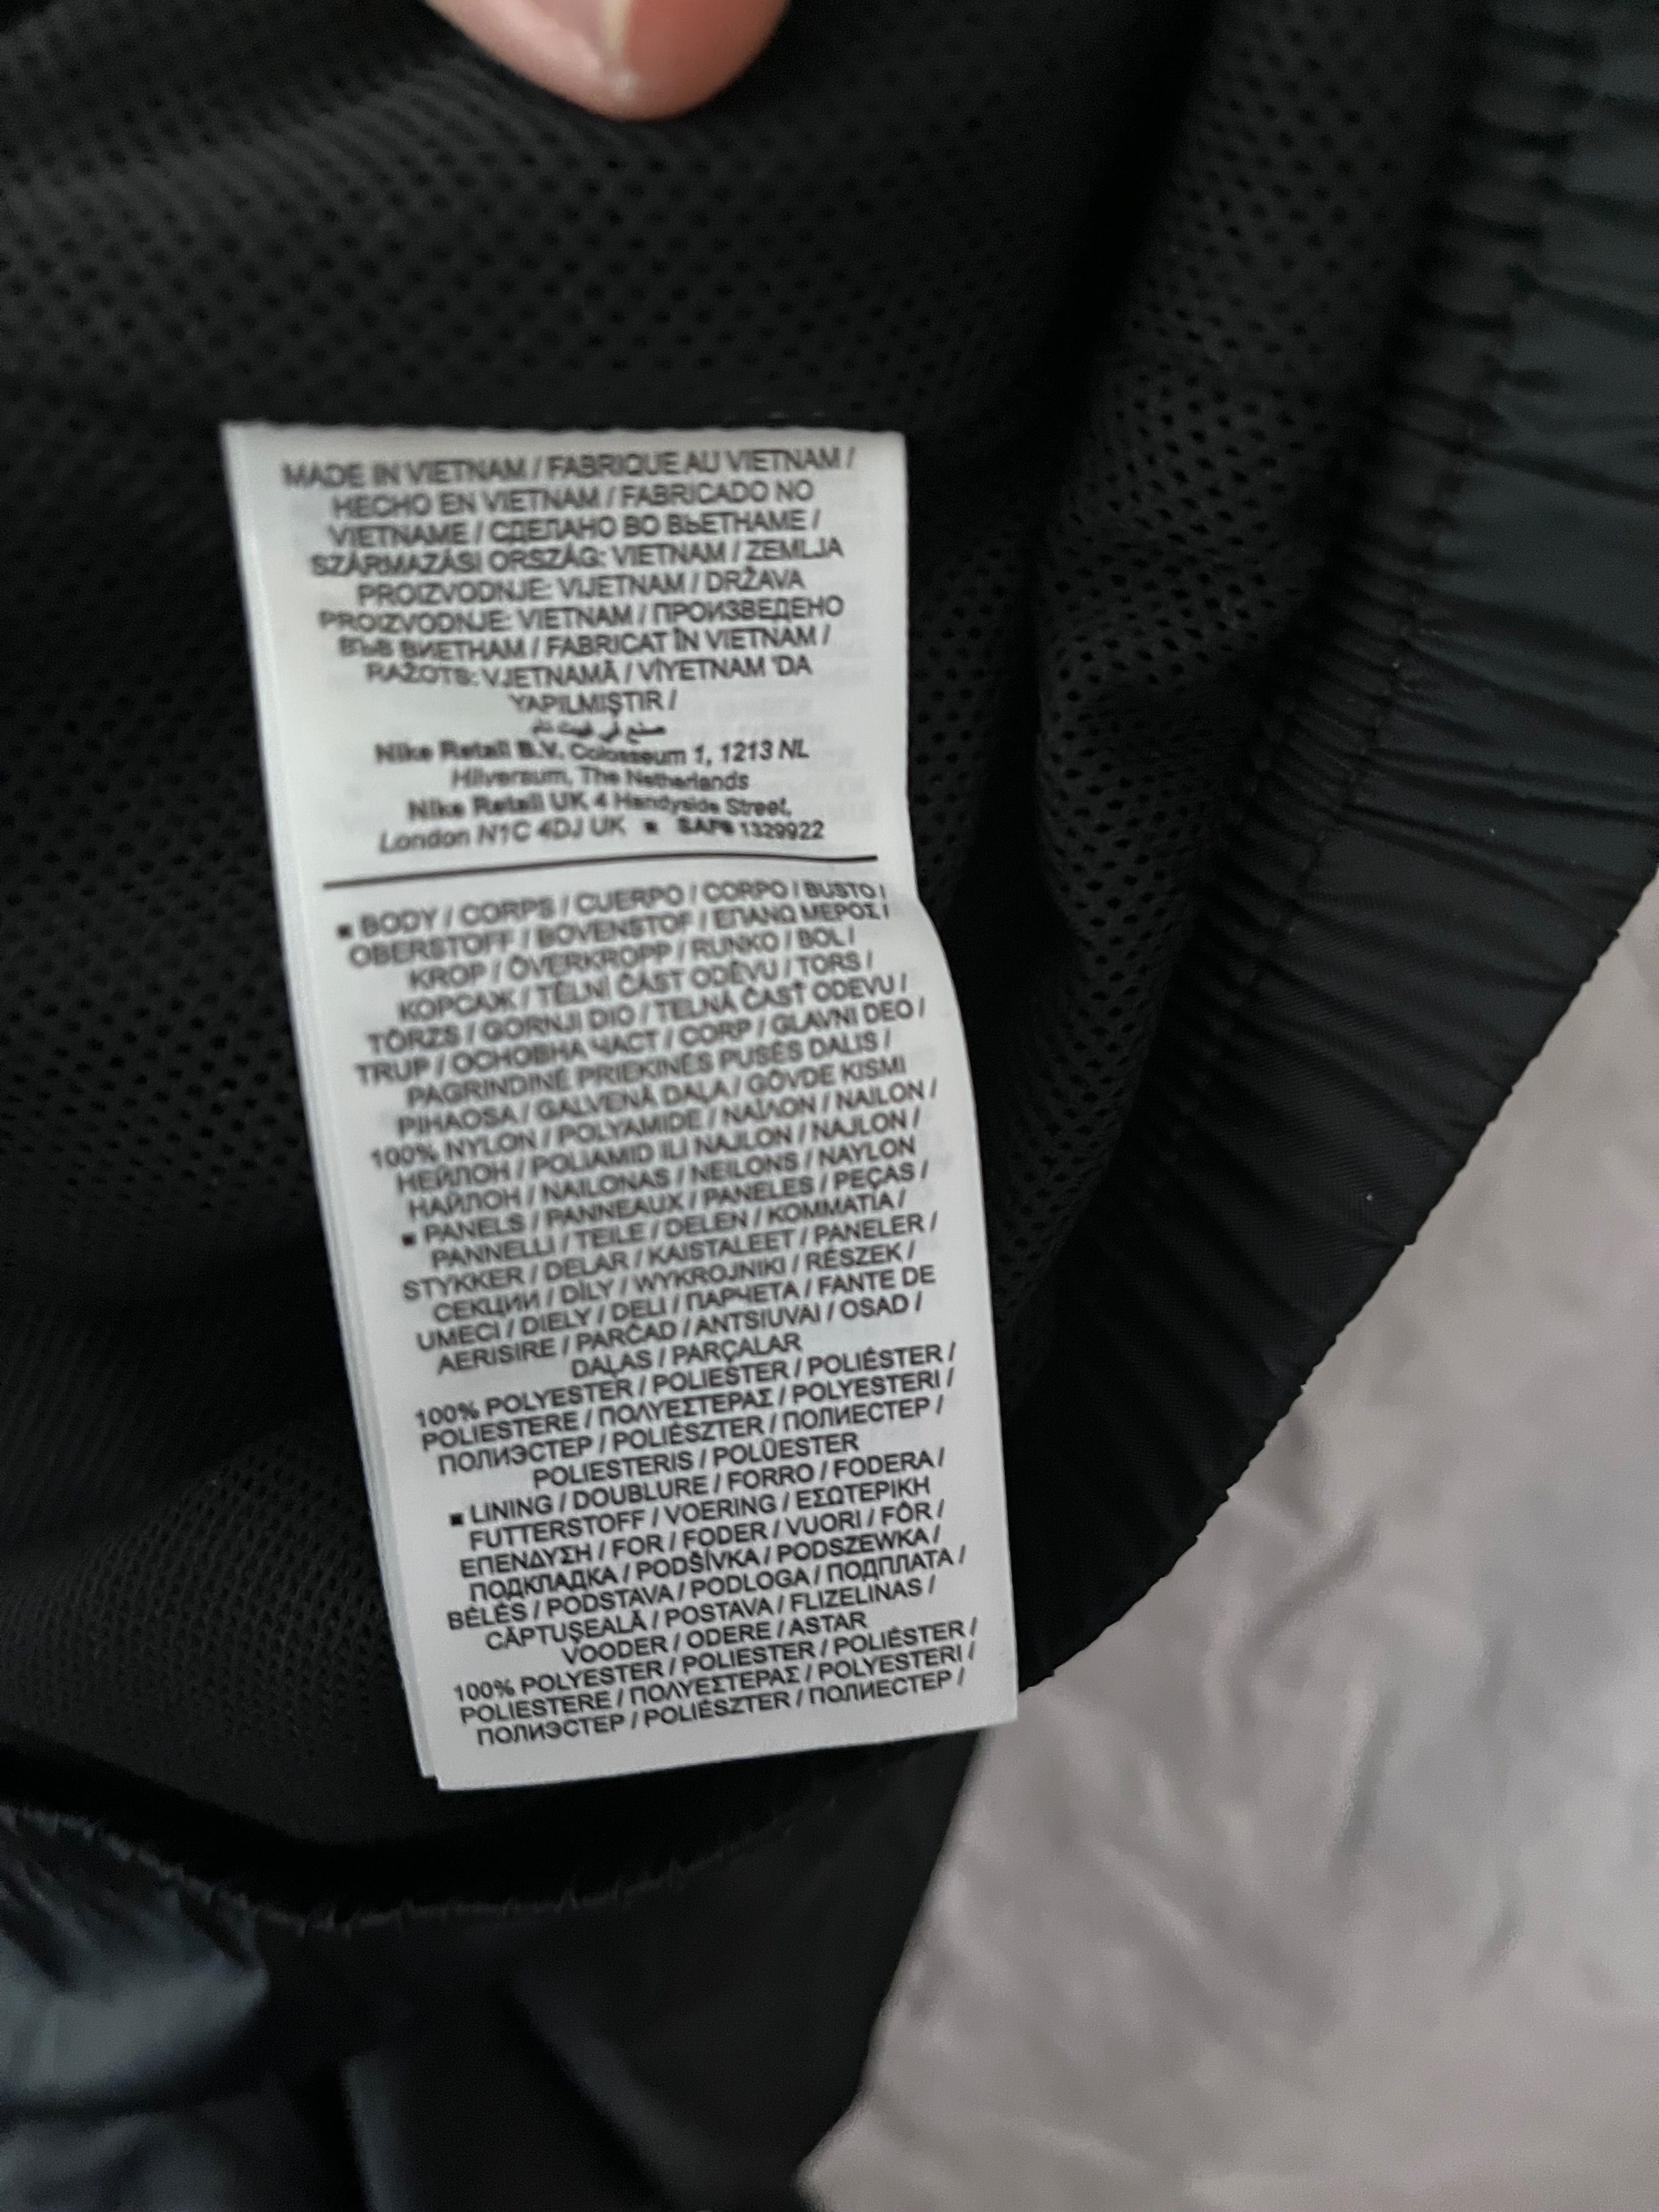 MADE IN VIETNAM / FABRIQUE AU VIETNAM /
HECHO EN VIETNAM / FABRICADO NO
VIETNAME / СДЕЛАНО ВО ВЬЕТНАМЕ /
SZÁRMAZÁSI ORSZÁG: VIETNAM / ZEMLJA
PROIZVODNJE: VIJETNAM / DRŽAVA
PROIZVODNJE: VIETNAM / ПРОИЗВЕДЕНО
ВЪВ ВИЕТНАМ / FABRICAT ÎN VIETNAM /
RAŽOTS: VJETNAMĀ / VİYETNAM 'DA
YAPILMIŞTIR /
صنع في فيت نام
Nike Retail B.V. Colosseum 1, 1213 NL
Hilversum, The Netherlands
Nike Retail UK 4 Handyside Street,
London N1C 4DJ UK ▪ SAP# 1329922
▪ BODY / CORPS / CUERPO / CORPO / BUSTO /
OBERSTOFF / BOVENSTOF / ΕΠΑΝΩ ΜΕΡΟΣ /
KROP / ÖVERKROPP / RUNKO / BOL /
КОРСАЖ / TĚLNÍ ČÁST ODĚVU / TORS /
TÖRZS / GORNJI DIO / TELNÁ ČASŤ ODEVU /
TRUP / ОСНОВНА ЧАСТ / CORP / GLAVNI DEO /
PAGRINDINĖ PRIEKINĖS PUSĖS DALIS /
PIHAOSA / GALVENĀ DAĻA / GÖVDE KISMI
100% NYLON / POLYAMIDE / ΝΑΪΛΟΝ / NAILON /
НЕЙЛОН / POLIAMID ILI NAJLON / NAJLON /
НАЙЛОН / NAILONAS / NEILONS / NAYLON
▪ PANELS / PANNEAUX / PANELES / PEÇAS /
PANNELLI / TEILE / DELEN / ΚΟΜΜΑΤΙΑ /
STYKKER / DELAR / KAISTALEET / PANELER /
СЕКЦИИ / DÍLY / WYKROJNIKI / RÉSZEK /
UMECI / DIELY / DELI / ПАРЧЕТА / FANTE DE
AERISIRE / PARČAD / ANTSIUVAI / OSAD /
DAĻAS / PARÇALAR
100% POLYESTER / POLIESTER / POLIÉSTER /
POLIESTERE / ΠΟΛΥΕΣΤΕΡΑΣ / POLYESTERI /
ПОЛИЭСТЕР / POLIÉSZTER / ПОЛИЕСТЕР /
POLIESTERIS / POLÜESTER
▪ LINING / DOUBLURE / FORRO / FODERA /
FUTTERSTOFF / VOERING / ΕΣΩΤΕΡΙΚΗ
ΕΠΕΝΔΥΣΗ / FOR / FODER / VUORI / FÔR /
ПОДКЛАДКА / PODŠÍVKA / PODSZEWKA /
BÉLÉS / PODSTAVA / PODLOGA / ПОДПЛАТА /
CĂPTUȘEALĂ / POSTAVA / FLIZELINAS /
VOODER / ODERE / ASTAR
100% POLYESTER / POLIESTER / POLIÉSTER /
POLIESTERE / ΠΟΛΥΕΣΤΕΡΑΣ / POLYESTERI /
ПОЛИЭСТЕР / POLIÉSZTER / ПОЛИЕСТЕР /